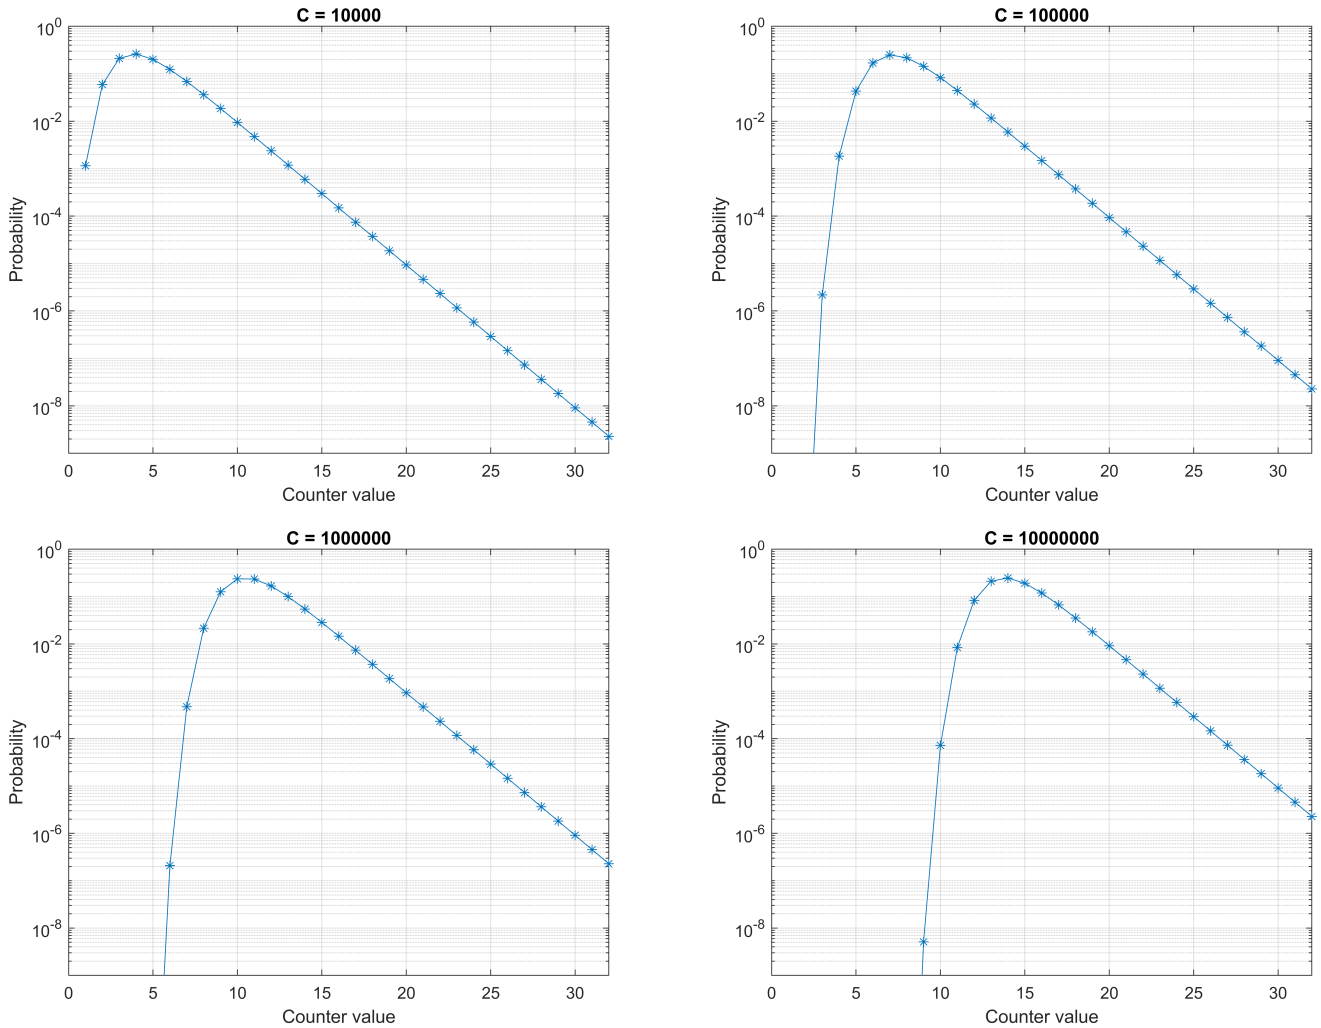 C = 10000
10^0
10^-2
10^-4
10^-6
10^-8
Probability
0 5 10 15 20 25 30
Counter value
C = 100000
10^0
10^-2
10^-4
10^-6
10^-8
Probability
0 5 10 15 20 25 30
Counter value
C = 1000000
10^0
10^-2
10^-4
10^-6
10^-8
Probability
0 5 10 15 20 25 30
Counter value
C = 10000000
10^0
10^-2
10^-4
10^-6
10^-8
Probability
0 5 10 15 20 25 30
Counter value